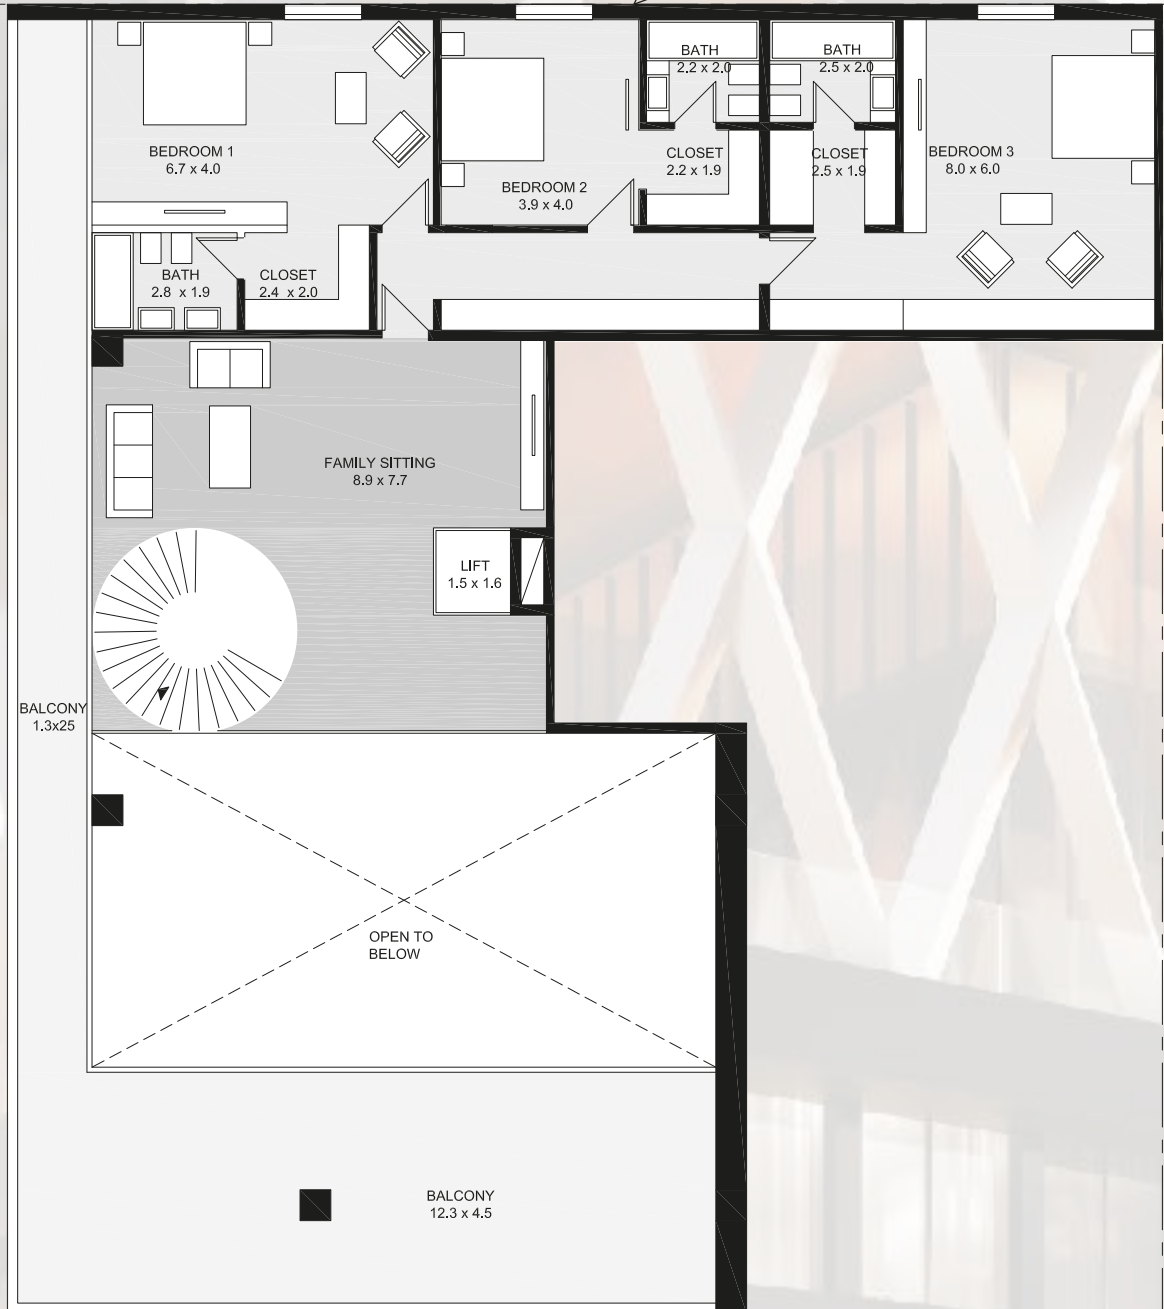 BATH
2.2 x 2.0
BATH
2.5 x 2.0
BEDROOM 1
6.7 x 4.0
BEDROOM 2
3.9 x 4.0
CLOSET
2.2 x 1.9
CLOSET
2.5 x 1.9
BEDROOM 3
8.0 x 6.0
BATH
2.8 x 1.9
CLOSET
2.4 x 2.0
FAMILY SITTING
8.9 x 7.7
LIFT
1.5 x 1.6
BALCONY
1.3x25
OPEN TO
BELOW
BALCONY
12.3 x 4.5